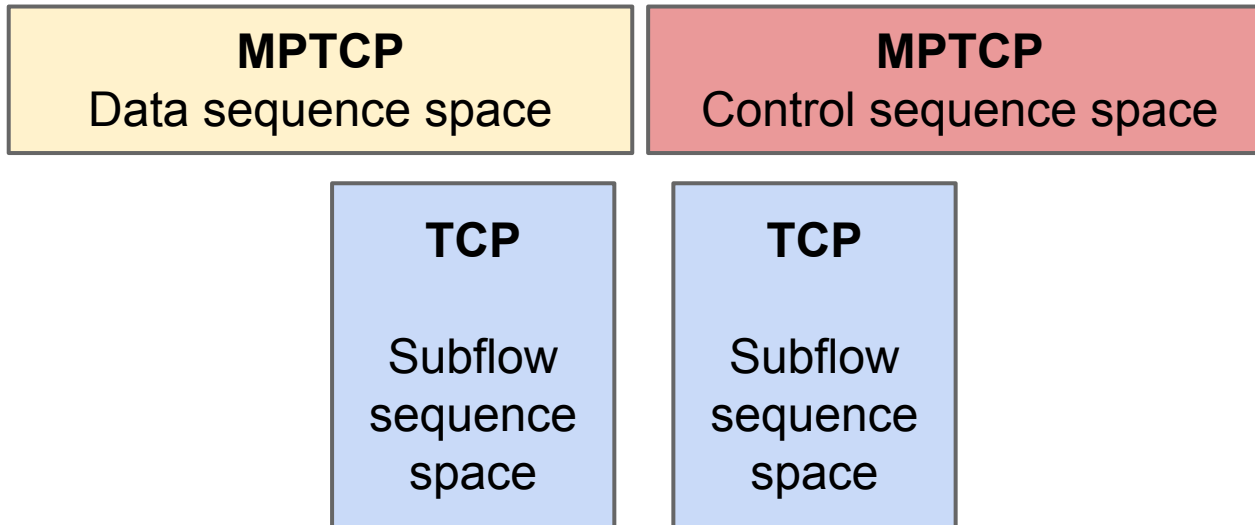 MPTCP
Data sequence space
MPTCP
Control sequence space
TCP
Subflow
sequence
space
TCP
Subflow
sequence
space